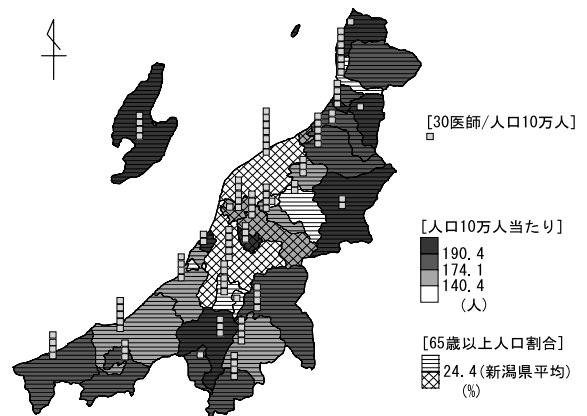 [30医師/人口10万人]
[人口10万人当たり]
190.4
174.1
140.4
(人)
[65歳以上人口割合]
24.4(新潟県平均)
(%)